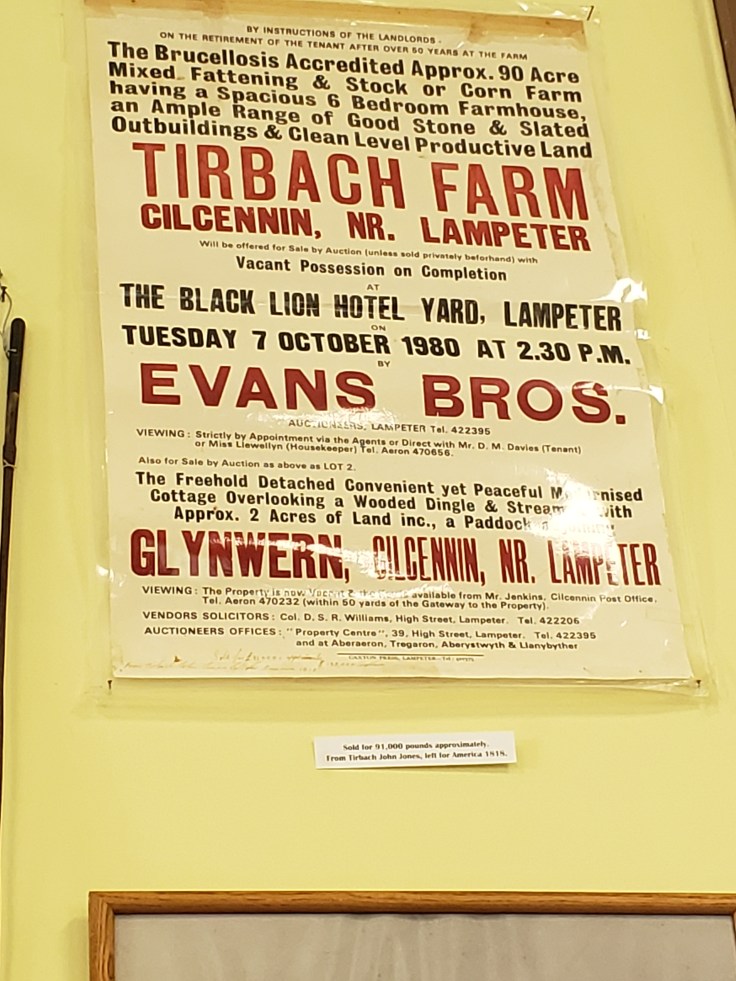 BY INSTRUCTIONS OF THE LANDLORDS.
ON THE RETIREMENT OF THE TENANT AFTER OVER 50 YEARS AT THE FARM
The Brucellosis Accredited Approx. 90 Acre
Mixed Fattening & Stock or Corn Farm
having a Spacious 6 Bedroom Farmhouse,
an Ample Range of Good Stone & Slated
Outbuildings & Clean Level Productive Land
TIRBACH FARM
CILCENNIN, NR. LAMPETER
Will be offered for Sale by Auction (unless sold privately beforhand) with
Vacant Possession on Completion
AT
THE BLACK LION HOTEL YARD, LAMPETER
ON
TUESDAY 7 OCTOBER 1980 AT 2.30 P.M.
BY
EVANS BROS.
AUCTIONEERS, LAMPETER Tel. 422395
VIEWING: Strictly by Appointment via the Agents or Direct with Mr. D. M. Davies (Tenant)
or Miss Llewellyn (Housekeeper) Tel. Aeron 470656.
Also for Sale by Auction as above as LOT 2.
The Freehold Detached Convenient yet Peaceful Modernised
Cottage Overlooking a Wooded Dingle & Stream with
Approx. 2 Acres of Land inc., a Paddock
GLYNWERN, CILCENNIN, NR. LAMPETER
VIEWING: The Property is now Vacant available from Mr. Jenkins, Cilcennin Post Office.
Tel. Aeron 470232 (within 50 yards of the Gateway to the Property).
VENDORS SOLICITORS: Col. D. S. R. Williams, High Street, Lampeter. Tel. 422206
AUCTIONEERS OFFICES: "Property Centre", 39, High Street, Lampeter. Tel. 422395
and at Aberaeron, Tregaron, Aberystwyth & Llanybyther
Sold for 91,000 pounds approximately.
From Tirbach John Jones, left for America 1818.